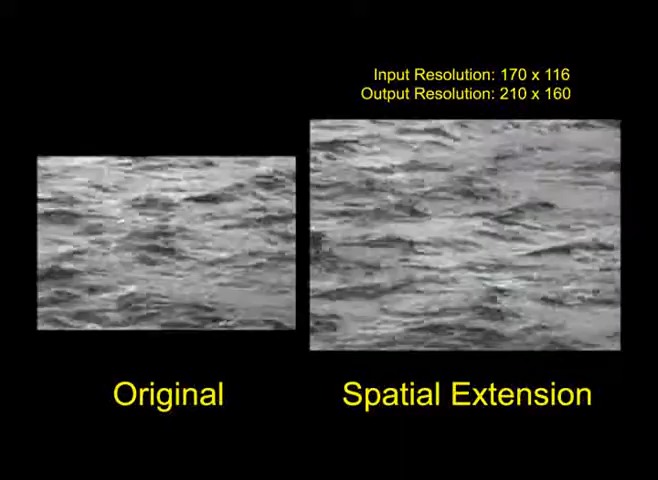 Input Resolution: 170 x 116
Output Resolution: 210 x 160
Original
Spatial Extension